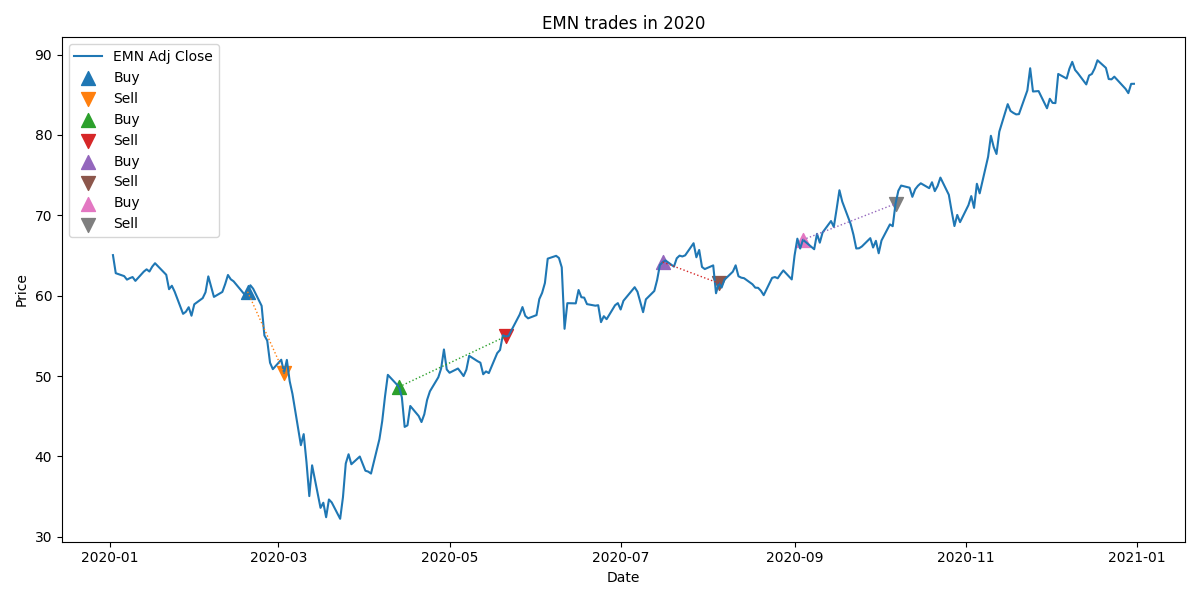 EMN trades in 2020
EMN Adj Close
Buy
Sell
Buy
Sell
Buy
Sell
Buy
Sell
90
80
70
60
50
40
30
Price
2020-01
2020-03
2020-05
2020-07
2020-09
2020-11
2021-01
Date